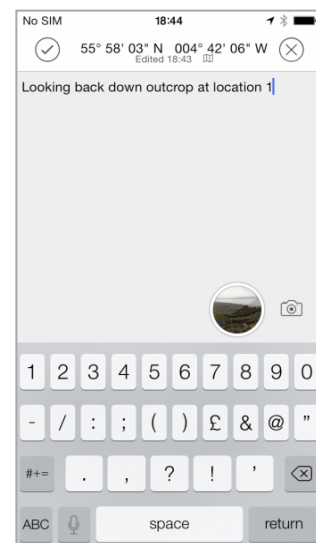 No SIM 18:44
55° 58' 03" N 004° 42' 06" W
Edited 18:43
Looking back down outcrop at location 1
1 2 3 4 5 6 7 8 9 0
- / : ; ( ) £ & @ "
#+= . , ? ! '
ABC space return